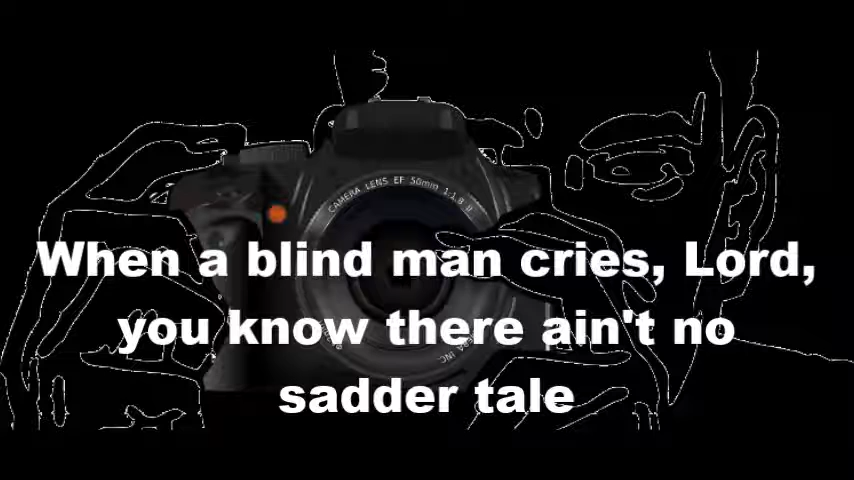 CAMERA LENS EF 50mm 1:1.8 II
When a blind man cries, Lord,
you know there ain't no
sadder tale